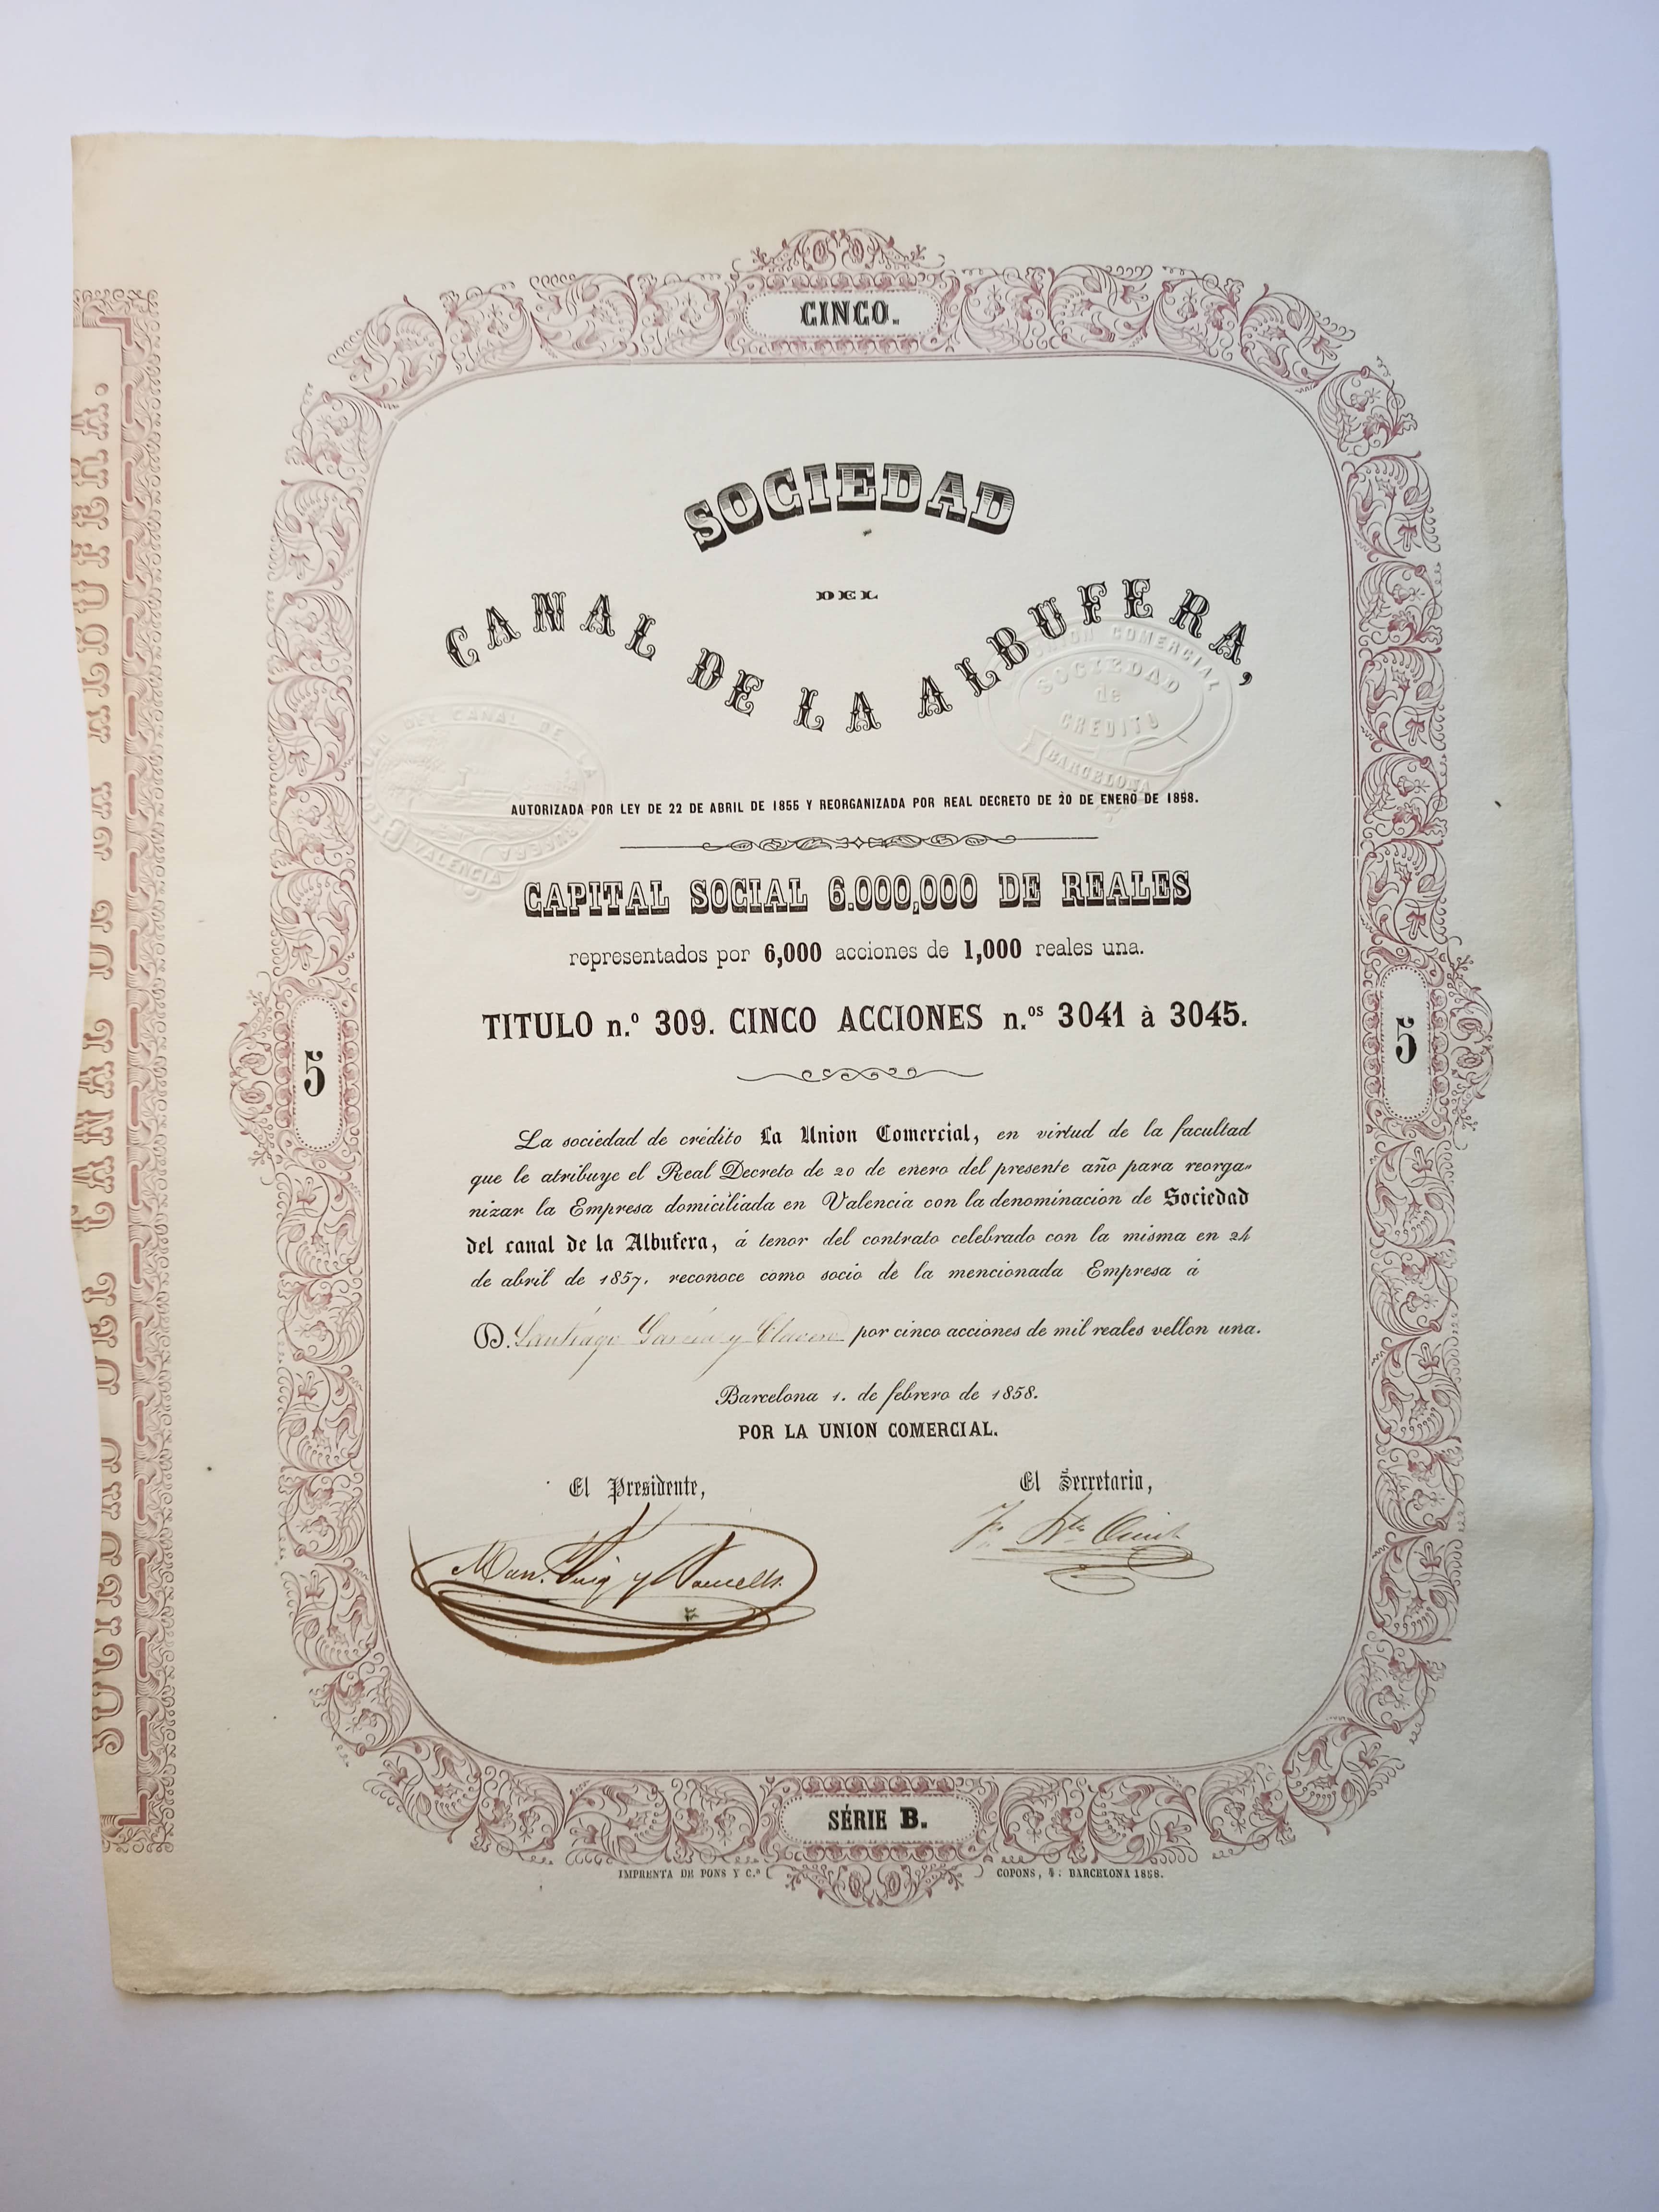 CINCO.
SOCIEDAD
DEL
CANAL DE LA ALBUFERA,
UNION COMERCIAL
SOCIEDAD
de
CREDITO
BARCELONA
SOCIEDAD DEL CANAL DE LA ALBUFERA
VALENCIA
AUTORIZADA POR LEY DE 22 DE ABRIL DE 1855 Y REORGANIZADA POR REAL DECRETO DE 20 DE ENERO DE 1858.
CAPITAL SOCIAL 6.000,000 DE REALES
representados por 6,000 acciones de 1,000 reales una.
TITULO n.º 309. CINCO ACCIONES n.os 3041 à 3045.
5
5
La sociedad de crédito La Union Comercial, en virtud de la facultad
que le atribuye el Real Decreto de 20 de enero del presente año para reorga-
nizar la Empresa domiciliada en Valencia con la denominacion de Sociedad
del canal de la Albufera, á tenor del contrato celebrado con la misma en 24
de abril de 1857, reconoce como socio de la mencionada Empresa á
D. Santiago García y por cinco acciones de mil reales vellon una.
Barcelona 1. de febrero de 1858.
POR LA UNION COMERCIAL.
El Presidente,
El Secretario,
Man. Puig y
SÉRIE B.
IMPRENTA DE PONS Y C.ª
COPONS, 4: BARCELONA 1858.